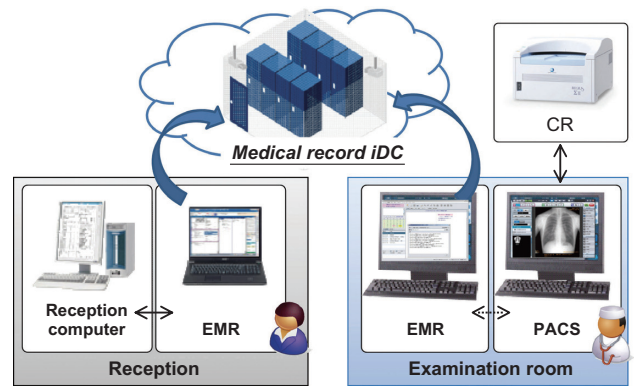 Medical record iDC
CR
Reception
computer
EMR
Reception
EMR
PACS
Examination room